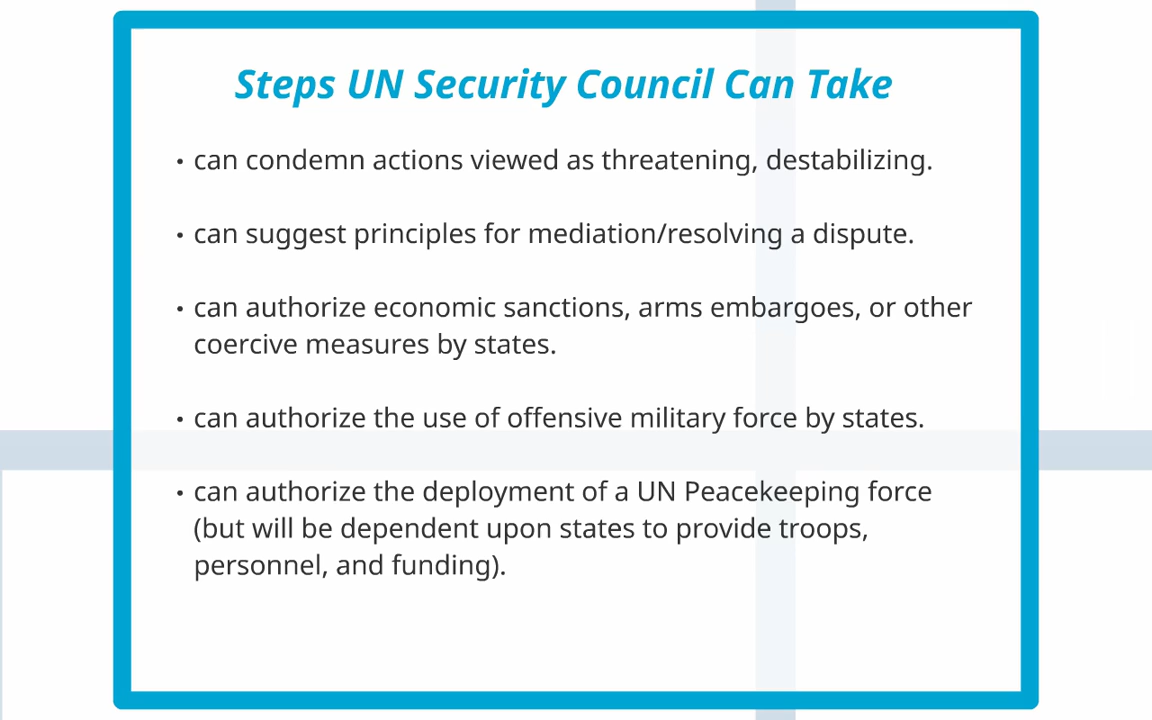 Steps UN Security Council Can Take
• can condemn actions viewed as threatening, destabilizing.
• can suggest principles for mediation/resolving a dispute.
• can authorize economic sanctions, arms embargoes, or other
coercive measures by states.
• can authorize the use of offensive military force by states.
• can authorize the deployment of a UN Peacekeeping force
(but will be dependent upon states to provide troops,
personnel, and funding).